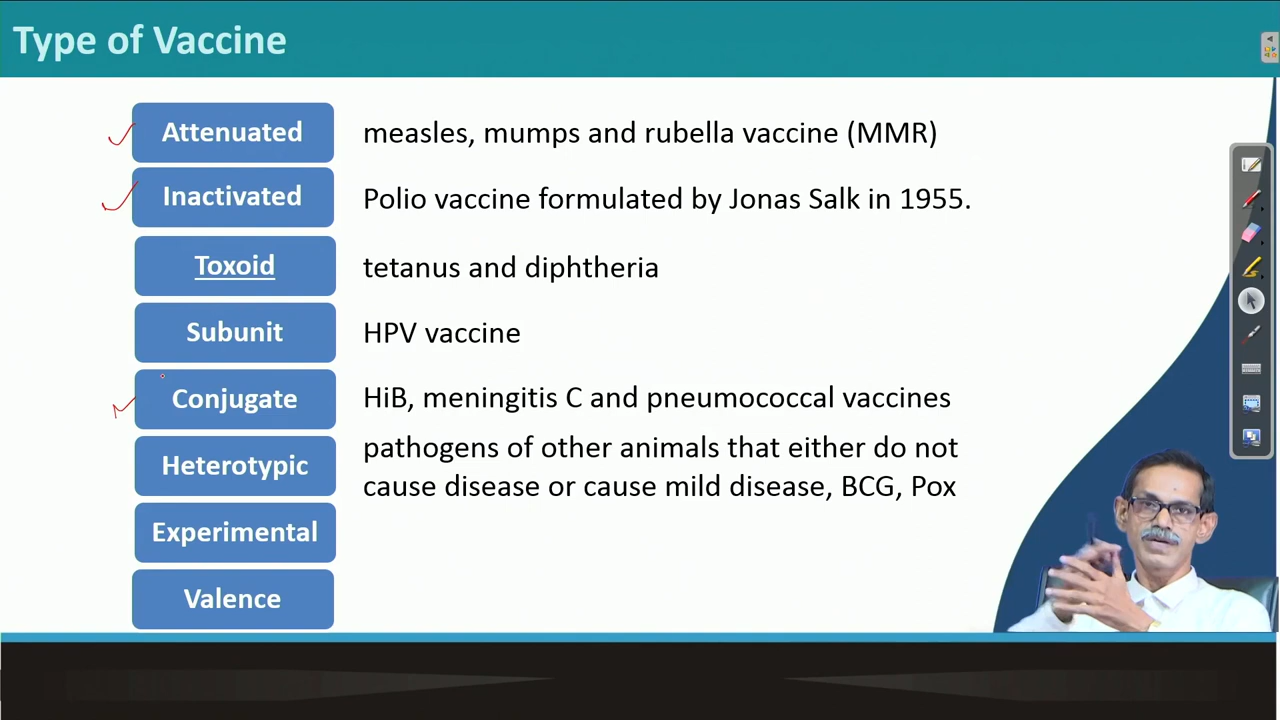 Type of Vaccine
Attenuated measles, mumps and rubella vaccine (MMR)
Inactivated Polio vaccine formulated by Jonas Salk in 1955.
Toxoid tetanus and diphtheria
Subunit HPV vaccine
Conjugate HiB, meningitis C and pneumococcal vaccines
Heterotypic pathogens of other animals that either do not
cause disease or cause mild disease, BCG, Pox
Experimental
Valence